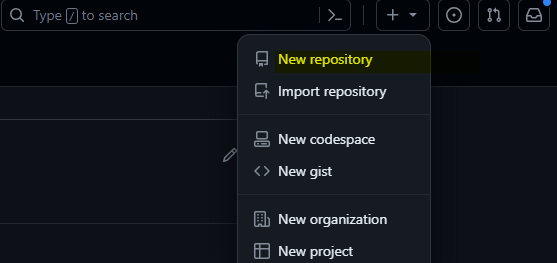 Type / to search
New repository
Import repository
New codespace
New gist
New organization
New project